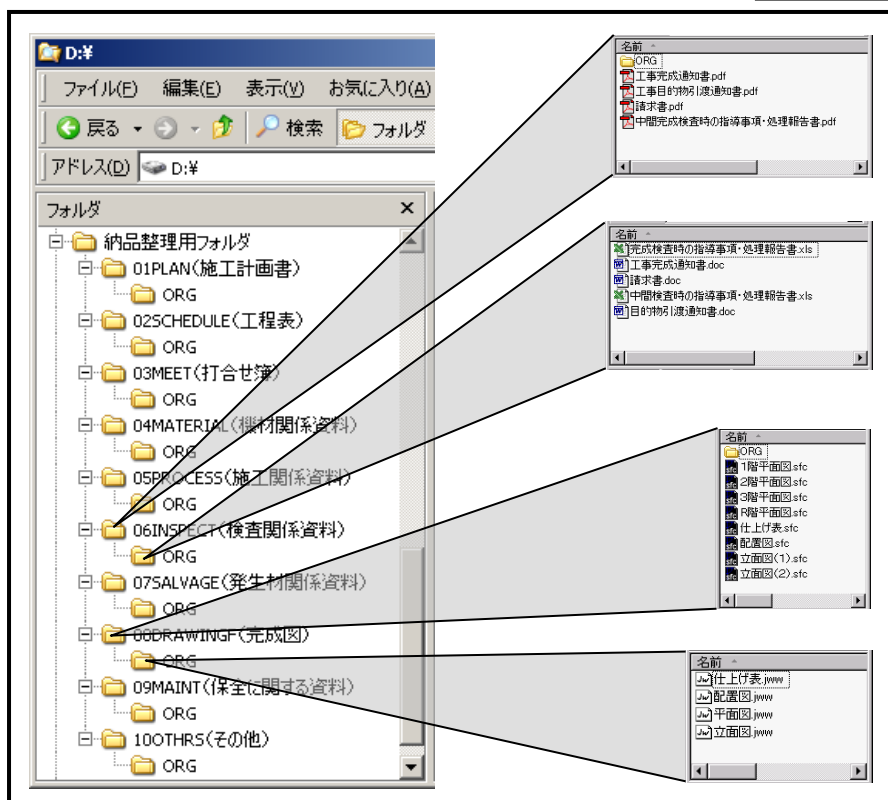 D:¥
ファイル(F) 編集(E) 表示(V) お気に入り(A)
戻る 検索 フォルダ
アドレス(D) D:¥
フォルダ ×
納品整理用フォルダ
01PLAN(施工計画書)
ORG
02SCHEDULE(工程表)
ORG
03MEET(打合せ簿)
ORG
04MATERIAL(機材関係資料)
ORG
05PROCESS(施工関係資料)
ORG
06INSPECT(検査関係資料)
ORG
07SALVAGE(発生材関係資料)
ORG
08DRAWINGF(完成図)
ORG
09MAINT(保全に関する資料)
ORG
10OTHRS(その他)
ORG
名前
ORG
工事完成通知書.pdf
工事目的物引渡通知書.pdf
請求書.pdf
中間完成検査時の指導事項・処理報告書.pdf
名前
完成検査時の指導事項・処理報告書.xls
工事完成通知書.doc
請求書.doc
中間検査時の指導事項・処理報告書.xls
目的物引渡通知書.doc
名前
ORG
1階平面図.sfc
2階平面図.sfc
3階平面図.sfc
R階平面図.sfc
仕上げ表.sfc
配置図.sfc
立面図(1).sfc
立面図(2).sfc
名前
仕上げ表.jww
配置図.jww
平面図.jww
立面図.jww